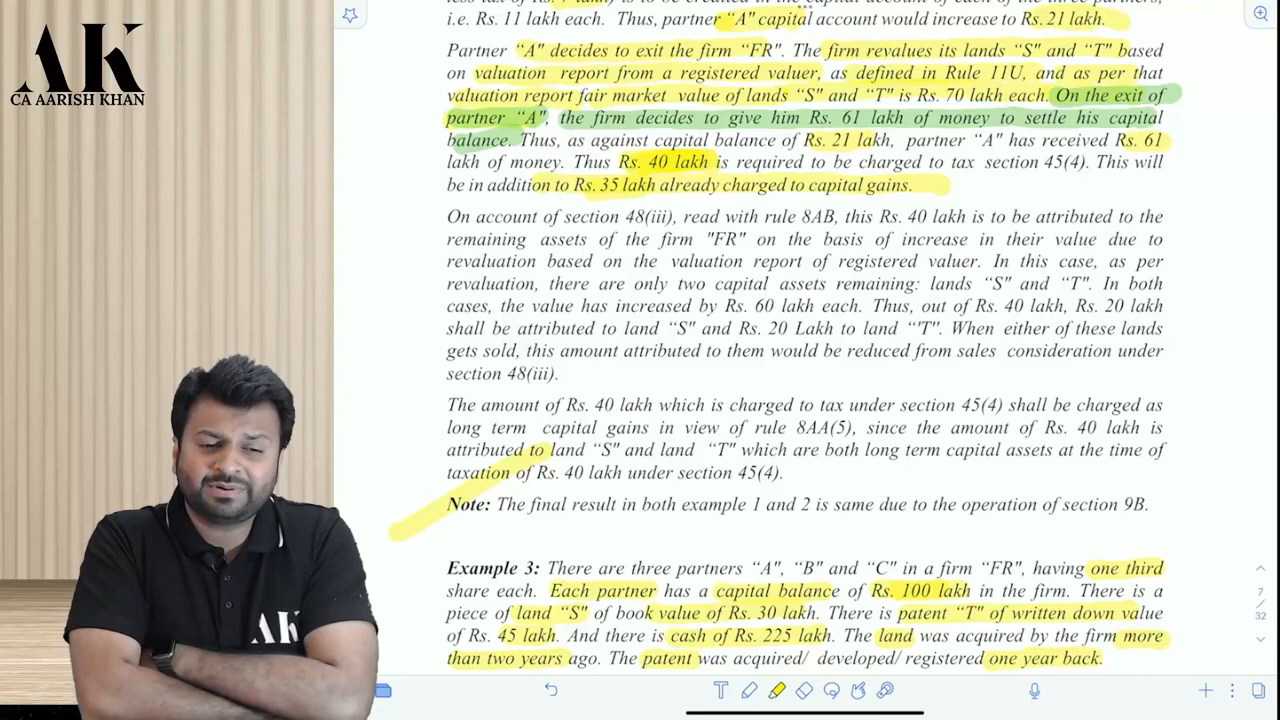 AK
CA AARISH KHAN
i.e. Rs. 11 lakh each. Thus, partner “A" capital account would increase to Rs. 21 lakh.
Partner “A" decides to exit the firm “FR". The firm revalues its lands “S" and “T" based
on valuation report from a registered valuer, as defined in Rule 11U, and as per that
valuation report fair market value of lands “S" and “T" is Rs. 70 lakh each. On the exit of
partner “A", the firm decides to give him Rs. 61 lakh of money to settle his capital
balance. Thus, as against capital balance of Rs. 21 lakh, partner “A" has received Rs. 61
lakh of money. Thus Rs. 40 lakh is required to be charged to tax section 45(4). This will
be in addition to Rs. 35 lakh already charged to capital gains.
On account of section 48(iii), read with rule 8AB, this Rs. 40 lakh is to be attributed to the
remaining assets of the firm "FR" on the basis of increase in their value due to
revaluation based on the valuation report of registered valuer. In this case, as per
revaluation, there are only two capital assets remaining: lands “S" and “T". In both
cases, the value has increased by Rs. 60 lakh each. Thus, out of Rs. 40 lakh, Rs. 20 lakh
shall be attributed to land “S" and Rs. 20 Lakh to land “'T". When either of these lands
gets sold, this amount attributed to them would be reduced from sales consideration under
section 48(iii).
The amount of Rs. 40 lakh which is charged to tax under section 45(4) shall be charged as
long term capital gains in view of rule 8AA(5), since the amount of Rs. 40 lakh is
attributed to land “S" and land “T" which are both long term capital assets at the time of
taxation of Rs. 40 lakh under section 45(4).
Note: The final result in both example 1 and 2 is same due to the operation of section 9B.
Example 3: There are three partners “A", “B" and “C" in a firm “FR", having one third
share each. Each partner has a capital balance of Rs. 100 lakh in the firm. There is a
piece of land “S" of book value of Rs. 30 lakh. There is patent “T" of written down value
of Rs. 45 lakh. And there is cash of Rs. 225 lakh. The land was acquired by the firm more
than two years ago. The patent was acquired/ developed/ registered one year back.
7
32
AK